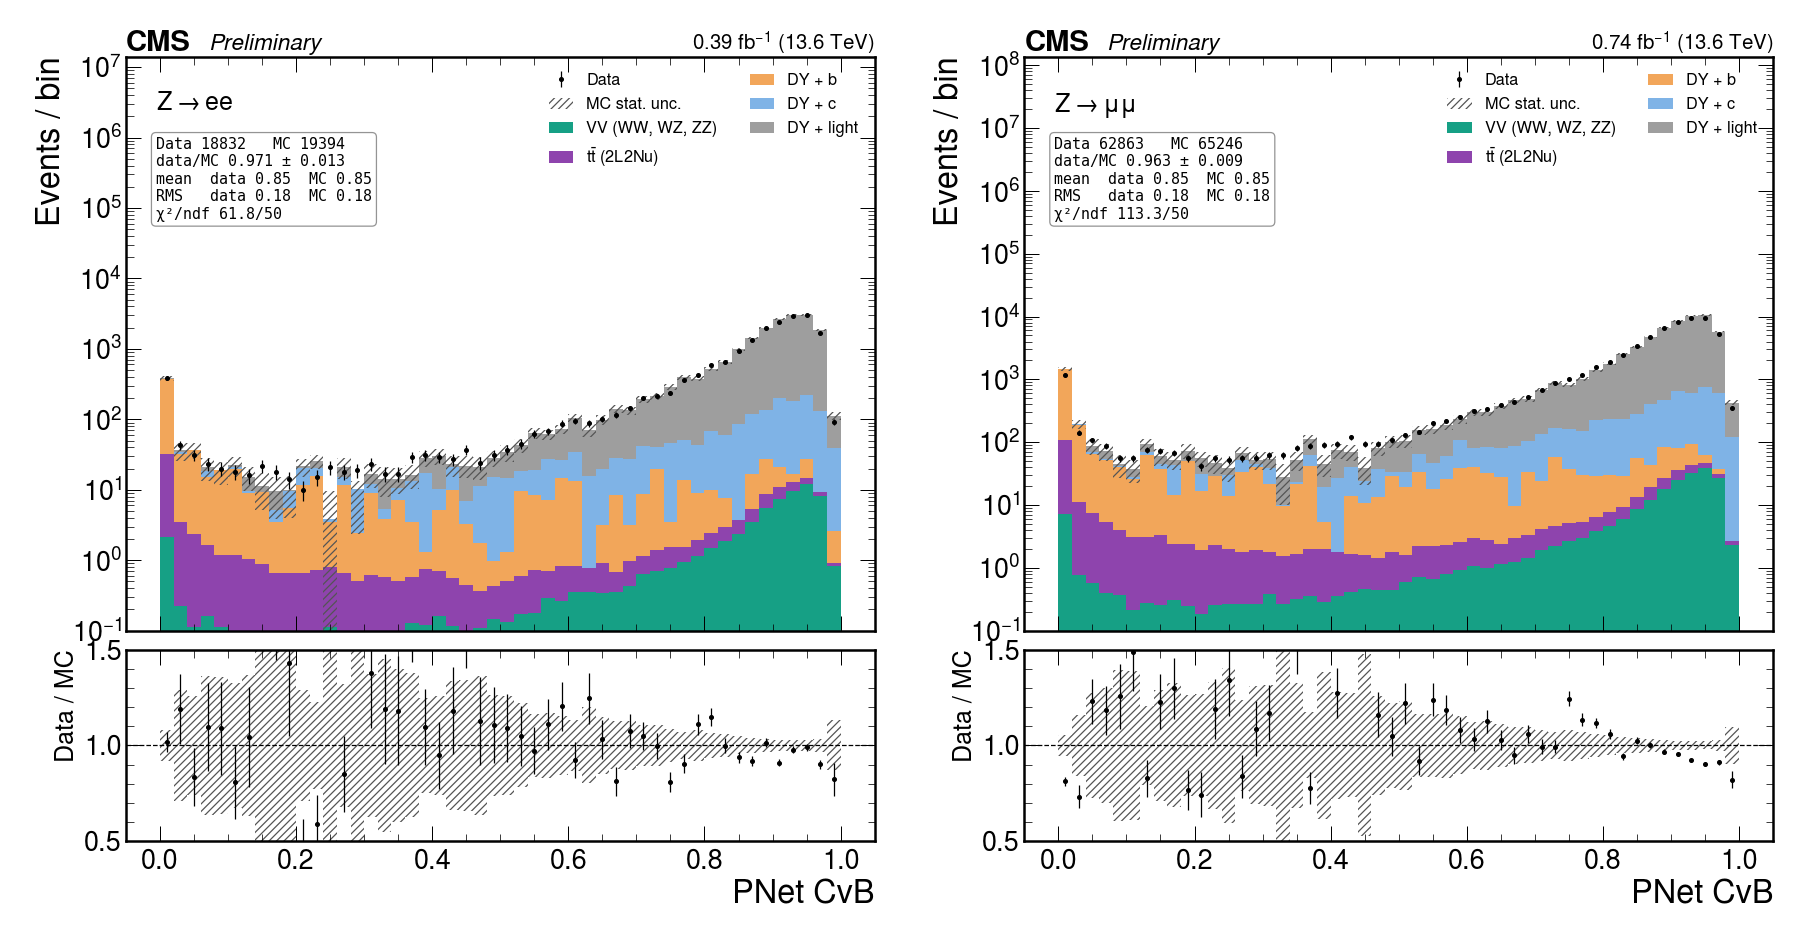 CMS Preliminary 0.39 fb⁻¹ (13.6 TeV)
Events / bin
10⁷
10⁶
10⁵
10⁴
10³
10²
10¹
10⁰
10⁻¹
Z→ee
Data 18832 MC 19394
data/MC 0.971 ± 0.013
mean data 0.85 MC 0.85
RMS data 0.18 MC 0.18
χ²/ndf 61.8/50
Data
MC stat. unc.
VV (WW, WZ, ZZ)
tt̄ (2L2Nu)
DY + b
DY + c
DY + light
Data / MC
1.5
1.0
0.5
0.0 0.2 0.4 0.6 0.8 1.0
PNet CvB
CMS Preliminary 0.74 fb⁻¹ (13.6 TeV)
Events / bin
10⁸
10⁷
10⁶
10⁵
10⁴
10³
10²
10¹
10⁰
10⁻¹
Z→μμ
Data 62863 MC 65246
data/MC 0.963 ± 0.009
mean data 0.85 MC 0.85
RMS data 0.18 MC 0.18
χ²/ndf 113.3/50
Data
MC stat. unc.
VV (WW, WZ, ZZ)
tt̄ (2L2Nu)
DY + b
DY + c
DY + light
Data / MC
1.5
1.0
0.5
0.0 0.2 0.4 0.6 0.8 1.0
PNet CvB